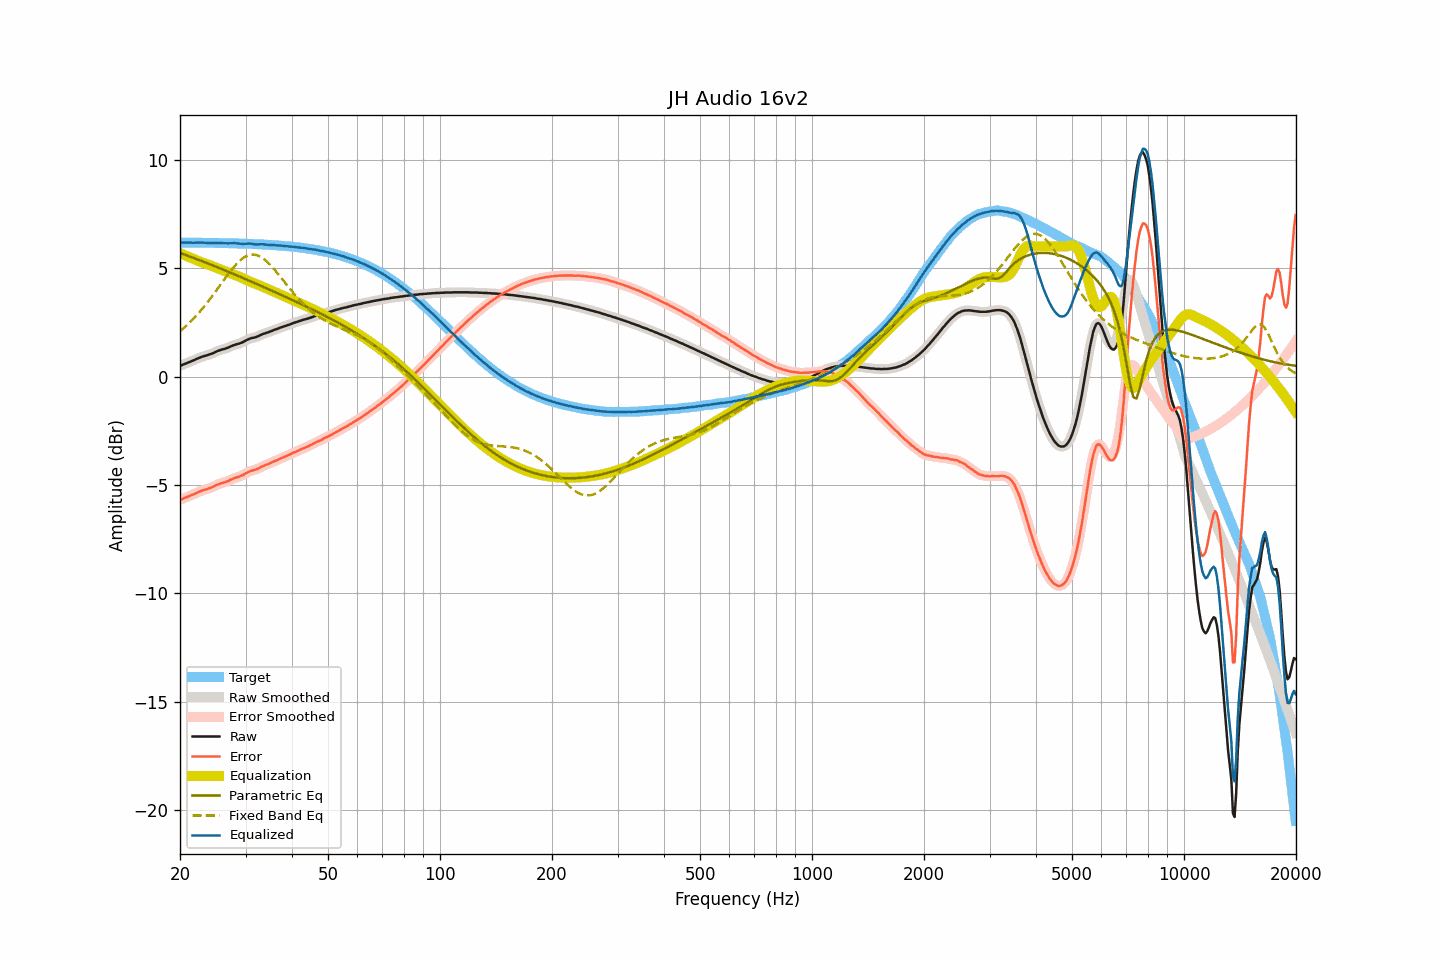 JH Audio 16v2
Amplitude (dBr)
10
5
0
−5
−10
−15
−20
Target
Raw Smoothed
Error Smoothed
Raw
Error
Equalization
Parametric Eq
Fixed Band Eq
Equalized
20 50 100 200 500 1000 2000 5000 10000 20000
Frequency (Hz)